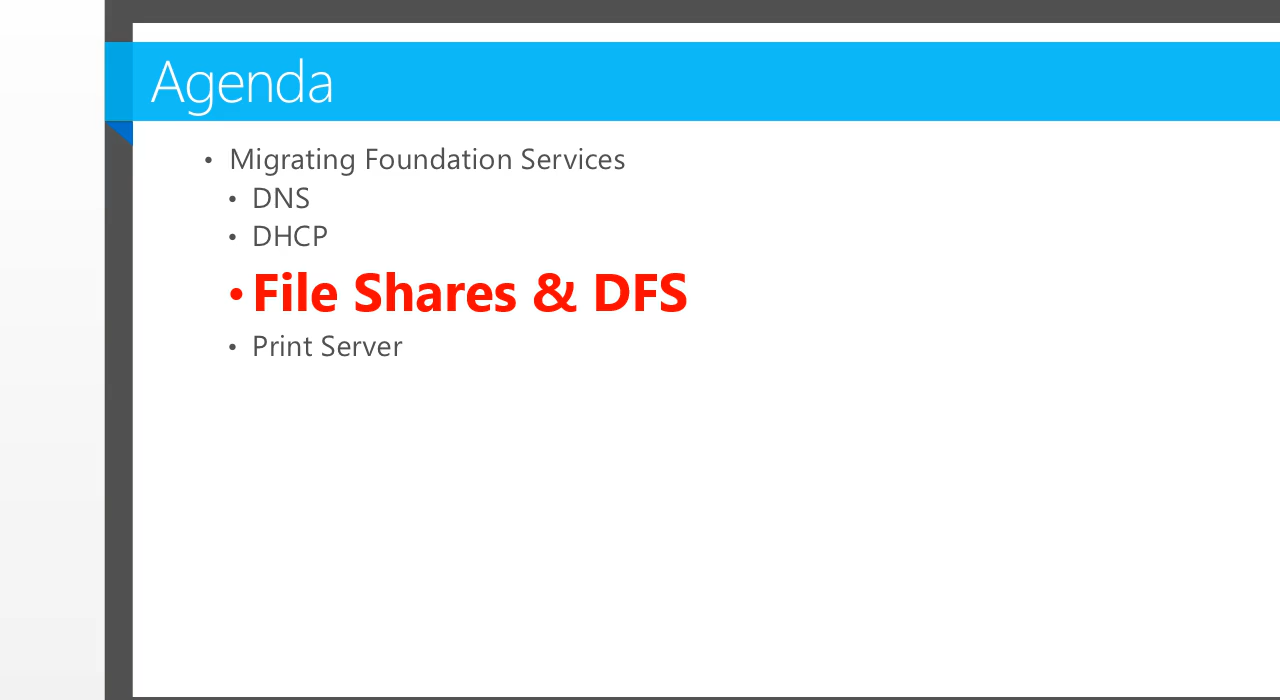 Agenda
• Migrating Foundation Services
• DNS
• DHCP
• File Shares & DFS
• Print Server